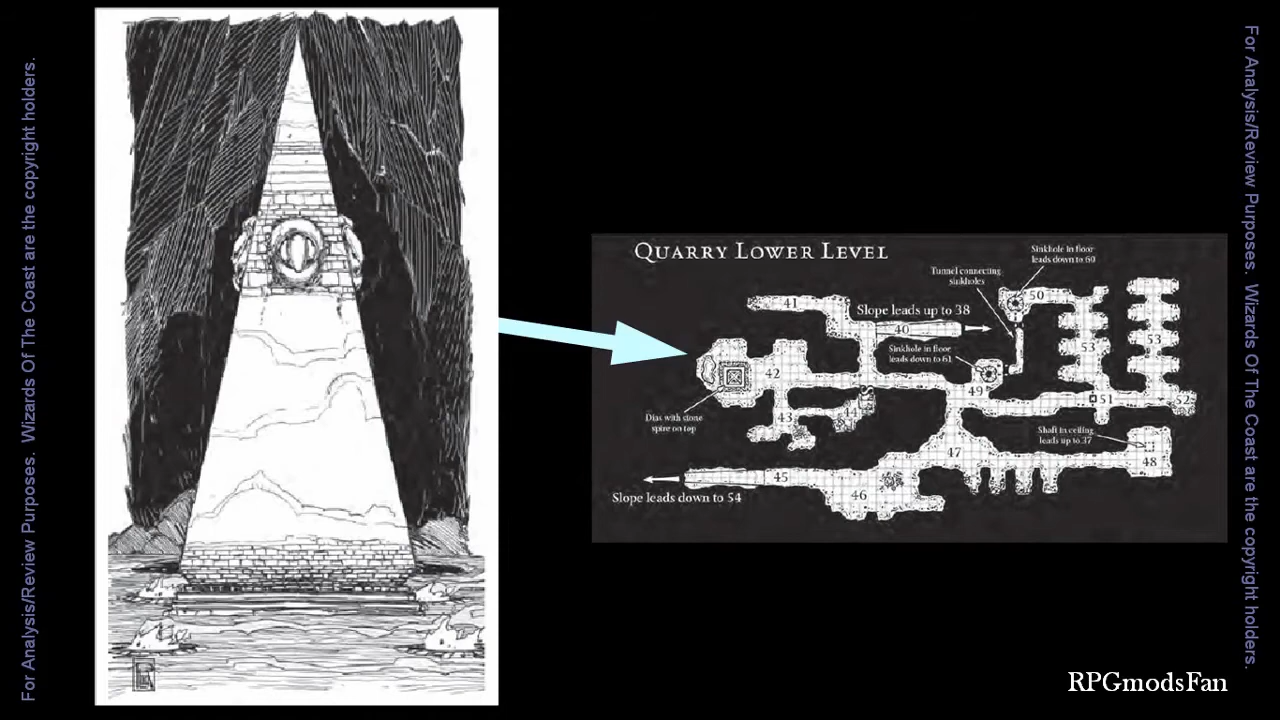 For Analysis/Review Purposes. Wizards Of The Coast are the copyright holders.
QUARRY LOWER LEVEL
Sinkhole in floor
leads down to 60
Tunnel connecting
sinkholes
41
50
Slope leads up to 38
40
Sinkhole in floor
leads down to 61
53
53
42
49
51
52
Dias with stone
spire on top
43
44
Shaft in ceiling
leads up to 37
47
48
45
46
Slope leads down to 54
For Analysis/Review Purposes. Wizards Of The Coast are the copyright holders.
RPGmodsFan